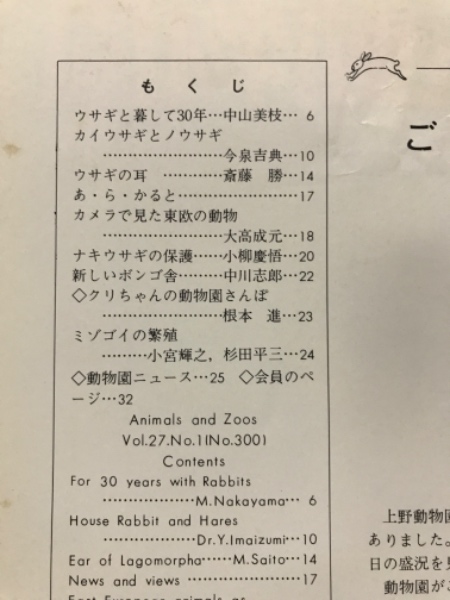 もくじ
ウサギと暮して30年…中山美枝… 6
カイウサギとノウサギ
………………今泉吉典…10
ウサギの耳 …………斎藤 勝…14
あ・ら・かると………………………17
カメラで見た東欧の動物
………………大高成元…18
ナキウサギの保護……小柳慶悟…20
新しいボンゴ舎………中川志郎…22
◇クリちゃんの動物園さんぽ
………………根本 進…23
ミゾゴイの繁殖
………小宮輝之，杉田平三…24
◇動物園ニュース…25 ◇会員のペ
ージ…32
Animals and Zoos
Vol.27.No.1(No.300)
Contents
For 30 years with Rabbits
………………M.Nakayama… 6
House Rabbit and Hares
………………Dr.Y.Imaizumi…10
Ear of Lagomorpha……M.Saito…14
News and views ………………………17
East European animals as
ご
上野動物園
ありました。
日の盛況を見
動物園がこ